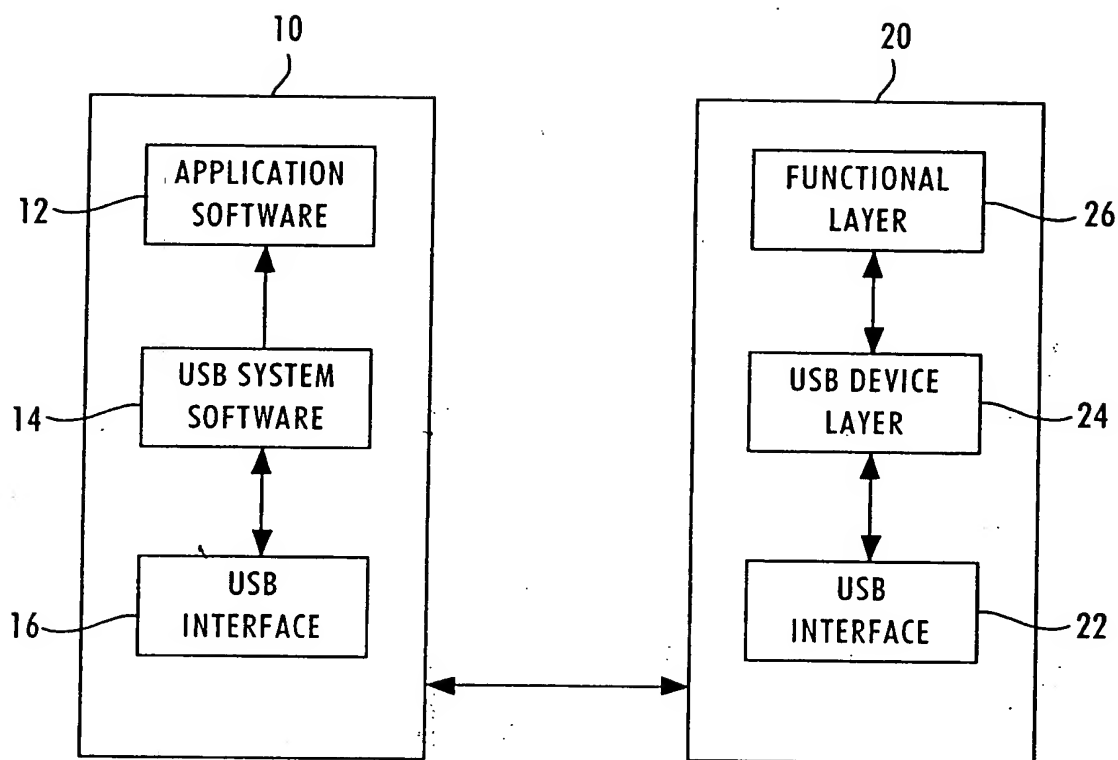 10
20
APPLICATION
SOFTWARE
12
FUNCTIONAL
LAYER
26
USB SYSTEM
SOFTWARE
14
USB DEVICE
LAYER
24
USB
INTERFACE
16
USB
INTERFACE
22